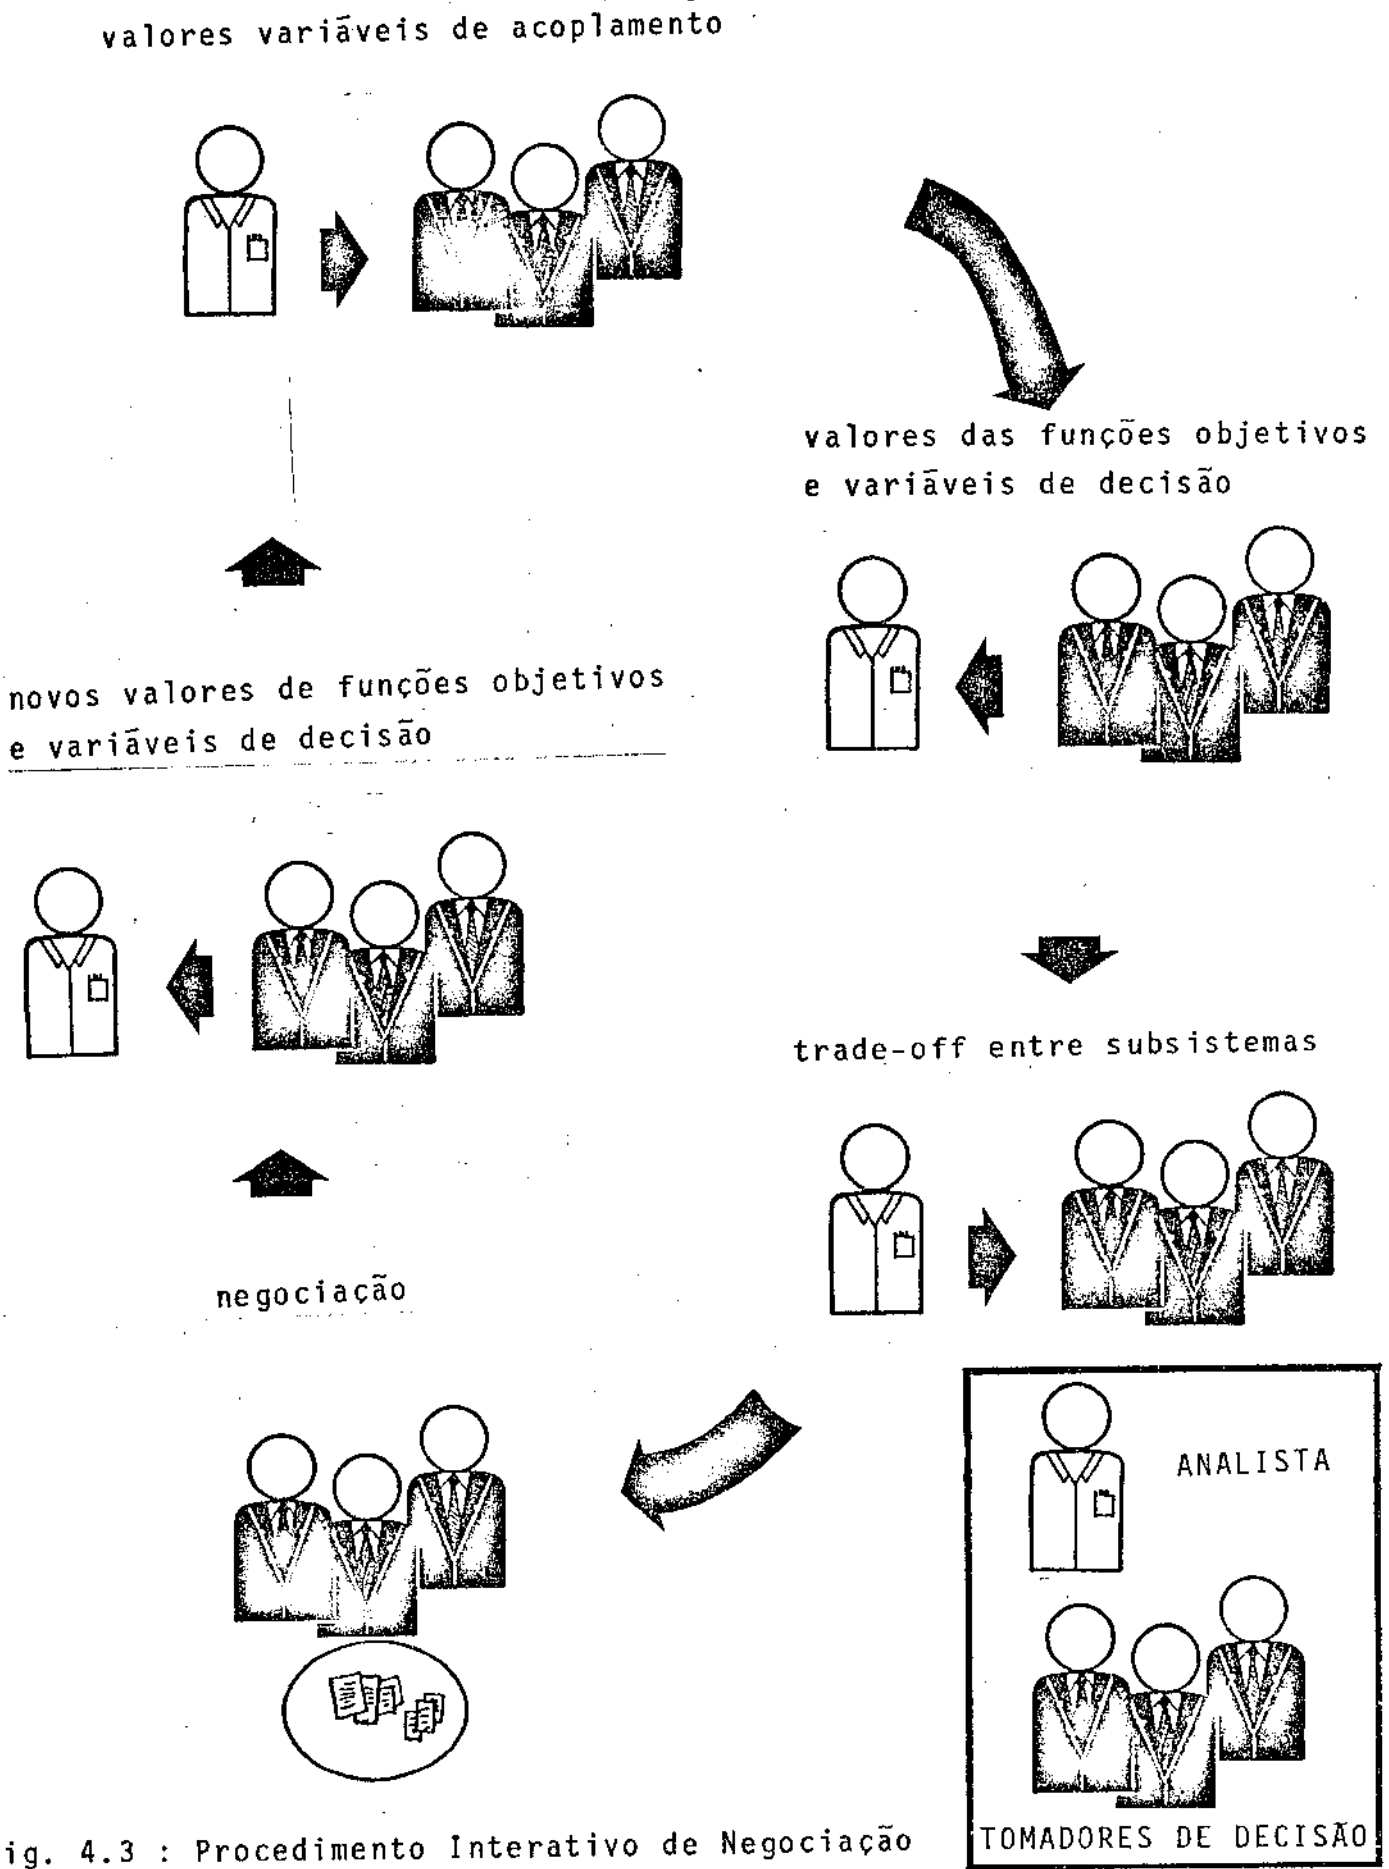 valores variáveis de acoplamento
valores das funções objetivos
e variáveis de decisão
novos valores de funções objetivos
e variáveis de decisão
trade-off entre subsistemas
negociação
ANALISTA
TOMADORES DE DECISÃO
ig. 4.3 : Procedimento Interativo de Negociação